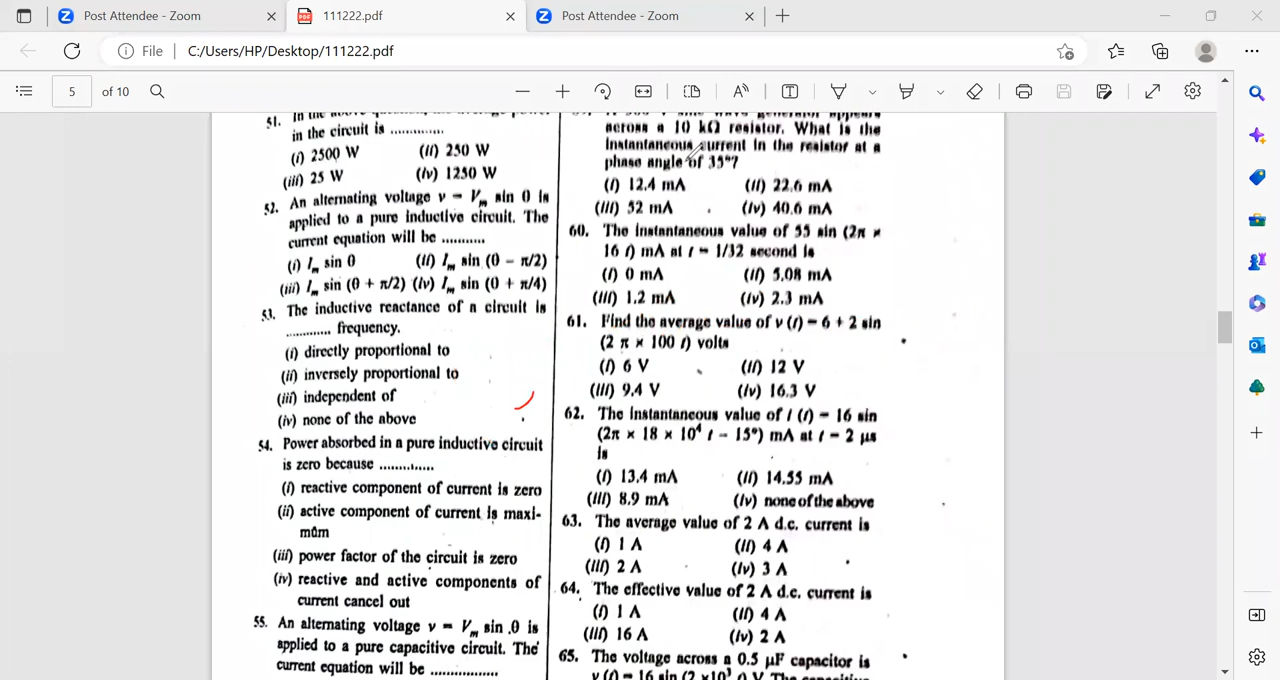 Post Attendee - Zoom
111222.pdf
Post Attendee - Zoom
File
C:/Users/HP/Desktop/111222.pdf
5
of 10
51.
in the circuit is .............
(i) 2500 W (ii) 250 W
(iii) 25 W (iv) 1250 W
52. An alternating voltage v = Vm sin θ is
applied to a pure inductive circuit. The
current equation will be ...........
(i) Im sin θ (ii) Im sin (θ − π/2)
(iii) Im sin (θ + π/2) (iv) Im sin (θ + π/4)
53. The inductive reactance of a circuit is
........... frequency.
(i) directly proportional to
(ii) inversely proportional to
(iii) independent of
(iv) none of the above
54. Power absorbed in a pure inductive circuit
is zero because .............
(i) reactive component of current is zero
(ii) active component of current is maxi-
mum
(iii) power factor of the circuit is zero
(iv) reactive and active components of
current cancel out
55. An alternating voltage v = Vm sin θ is
applied to a pure capacitive circuit. The
current equation will be ................
sine wave generator appears
across a 10 kΩ resistor. What is the
instantaneous current in the resistor at a
phase angle of 35°?
(i) 12.4 mA (ii) 22.6 mA
(iii) 52 mA (iv) 40.6 mA
60. The instantaneous value of 55 sin (2π ×
16 t) mA at t = 1/32 second is
(i) 0 mA (ii) 5.08 mA
(iii) 1.2 mA (iv) 2.3 mA
61. Find the average value of v (t) = 6 + 2 sin
(2 π × 100 t) volts
(i) 6 V (ii) 12 V
(iii) 9.4 V (iv) 16.3 V
62. The instantaneous value of i (t) = 16 sin
(2π × 18 × 10⁴ t − 15°) mA at t = 2 μs
is
(i) 13.4 mA (ii) 14.55 mA
(iii) 8.9 mA (iv) none of the above
63. The average value of 2 A d.c. current is
(i) 1 A (ii) 4 A
(iii) 2 A (iv) 3 A
64. The effective value of 2 A d.c. current is
(i) 1 A (ii) 4 A
(iii) 16 A (iv) 2 A
65. The voltage across a 0.5 μF capacitor is